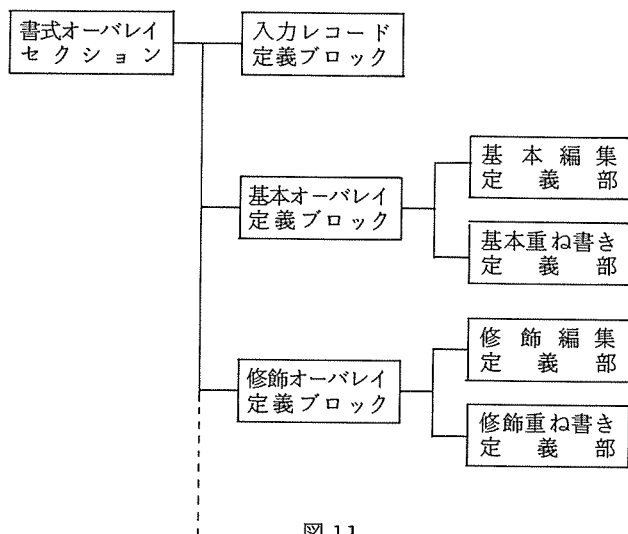 書式オーバレイ
セクション
入力レコード
定義ブロック
基本編集
定義部
基本オーバレイ
定義ブロック
基本重ね書き
定義部
修飾編集
定義部
修飾オーバレイ
定義ブロック
修飾重ね書き
定義部
図11